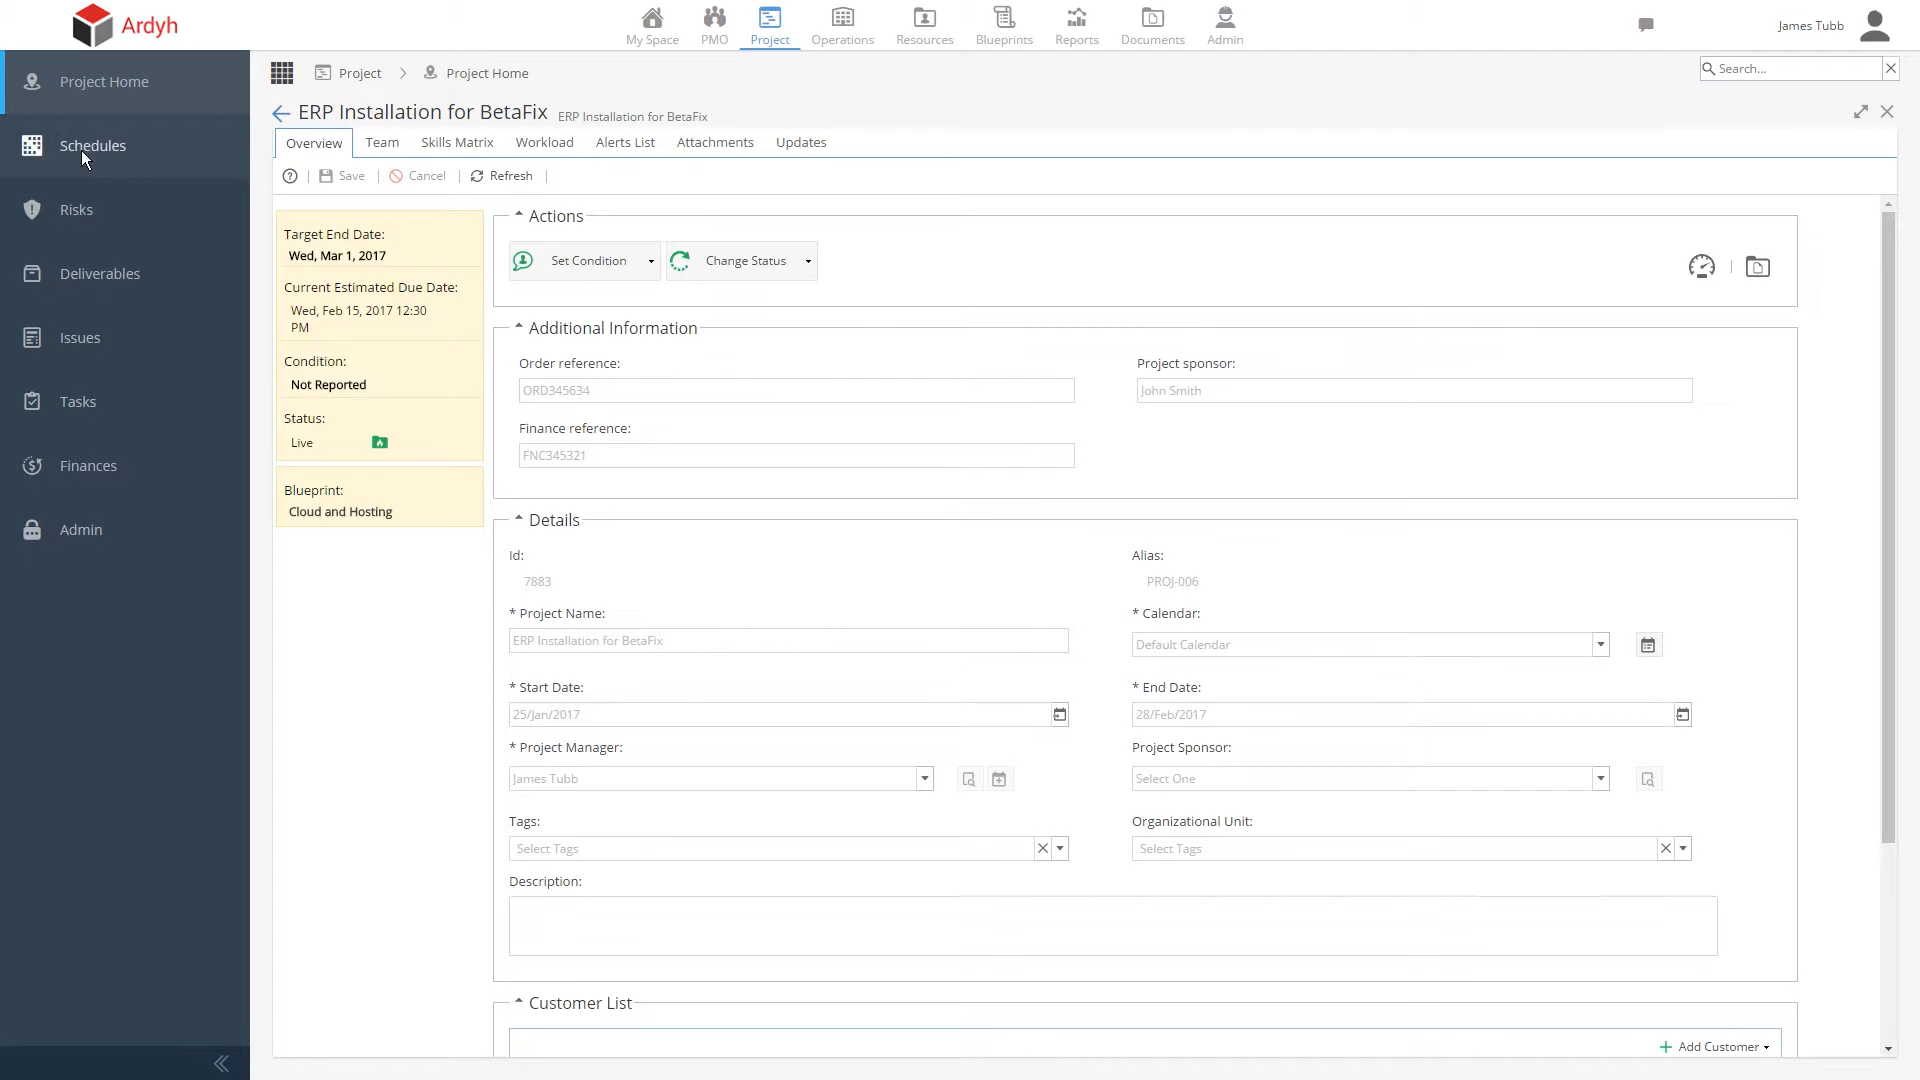 Ardyh
My Space
PMO
Project
Operations
Resources
Blueprints
Reports
Documents
Admin
James Tubb
Project Home
Schedules
Risks
Deliverables
Issues
Tasks
Finances
Admin
Project
Project Home
Search...
ERP Installation for BetaFix
ERP Installation for BetaFix
Overview
Team
Skills Matrix
Workload
Alerts List
Attachments
Updates
Save
Cancel
Refresh
Target End Date:
Wed, Mar 1, 2017
Current Estimated Due Date:
Wed, Feb 15, 2017 12:30
PM
Condition:
Not Reported
Status:
Live
Blueprint:
Cloud and Hosting
Actions
Set Condition
Change Status
Additional Information
Order reference:
ORD345634
Project sponsor:
John Smith
Finance reference:
FNC345321
Details
Id:
7883
Alias:
PROJ-006
* Project Name:
ERP Installation for BetaFix
* Calendar:
Default Calendar
* Start Date:
25/Jan/2017
* End Date:
28/Feb/2017
* Project Manager:
James Tubb
Project Sponsor:
Select One
Tags:
Select Tags
Organizational Unit:
Select Tags
Description:
Customer List
Add Customer